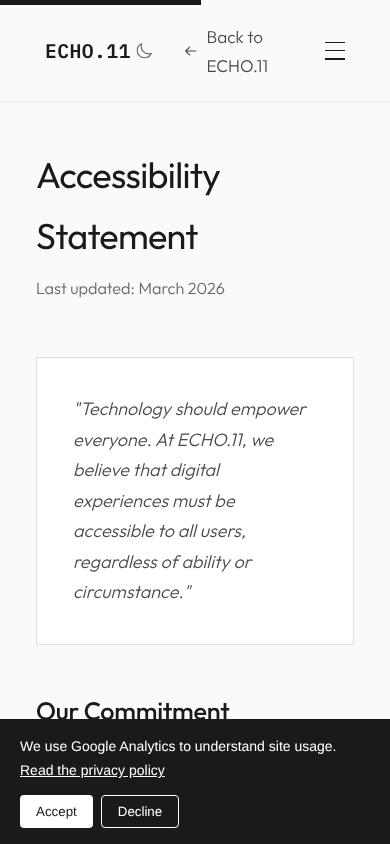 ECHO.11
← Back to
ECHO.11
Accessibility
Statement
Last updated: March 2026
"Technology should empower
everyone. At ECHO.11, we
believe that digital
experiences must be
accessible to all users,
regardless of ability or
circumstance."
Our Commitment
We use Google Analytics to understand site usage.
Read the privacy policy
Accept
Decline